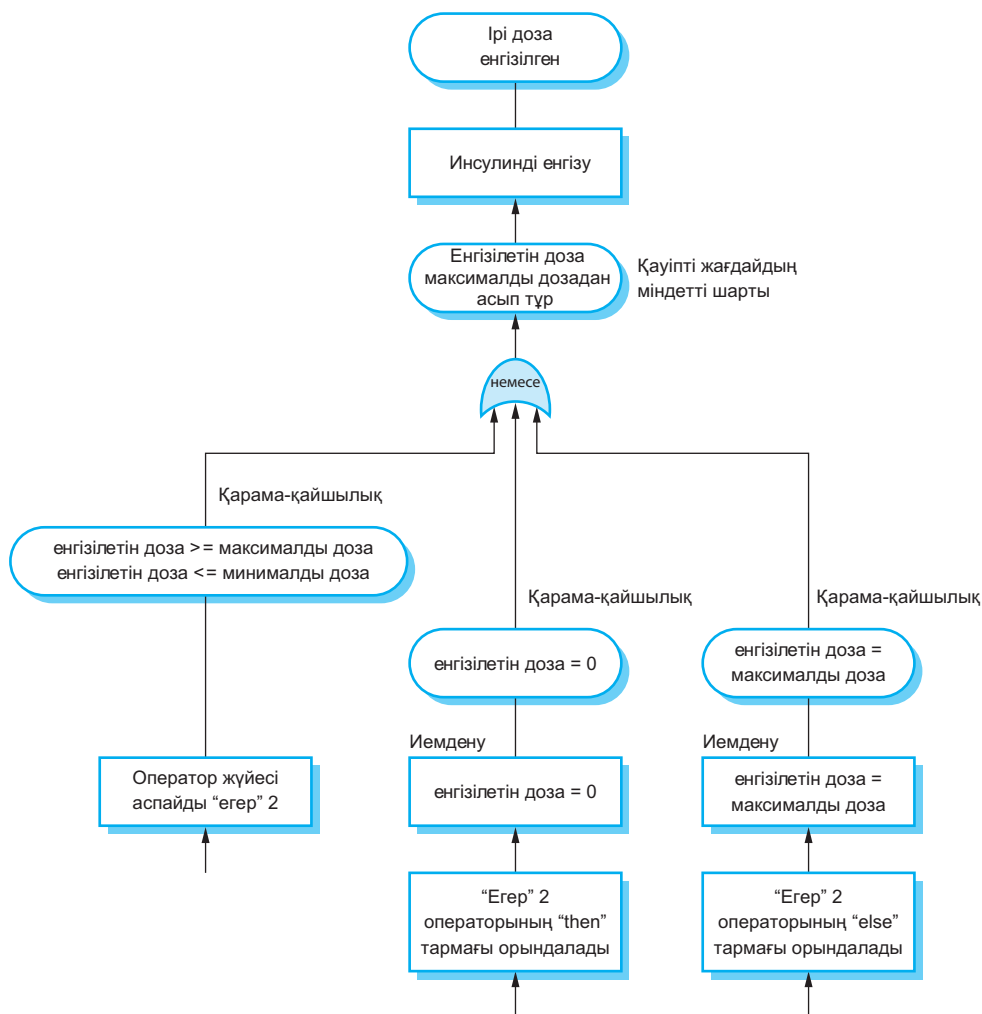 Ірі доза
енгізілген
Инсулинді енгізу
Енгізілетін доза
максималды дозадан
асып тұр
Қауіпті жағдайдың
міндетті шарты
немесе
Қарама-қайшылық
енгізілетін доза >= максималды доза
енгізілетін доза <= минималды доза
Оператор жүйесі
аспайды “егер” 2
Қарама-қайшылық
енгізілетін доза = 0
Иемдену
енгізілетін доза = 0
“Егер” 2
операторының “then”
тармағы орындалады
Қарама-қайшылық
енгізілетін доза =
максималды доза
Иемдену
енгізілетін доза =
максималды доза
“Егер” 2
операторының “else”
тармағы орындалады